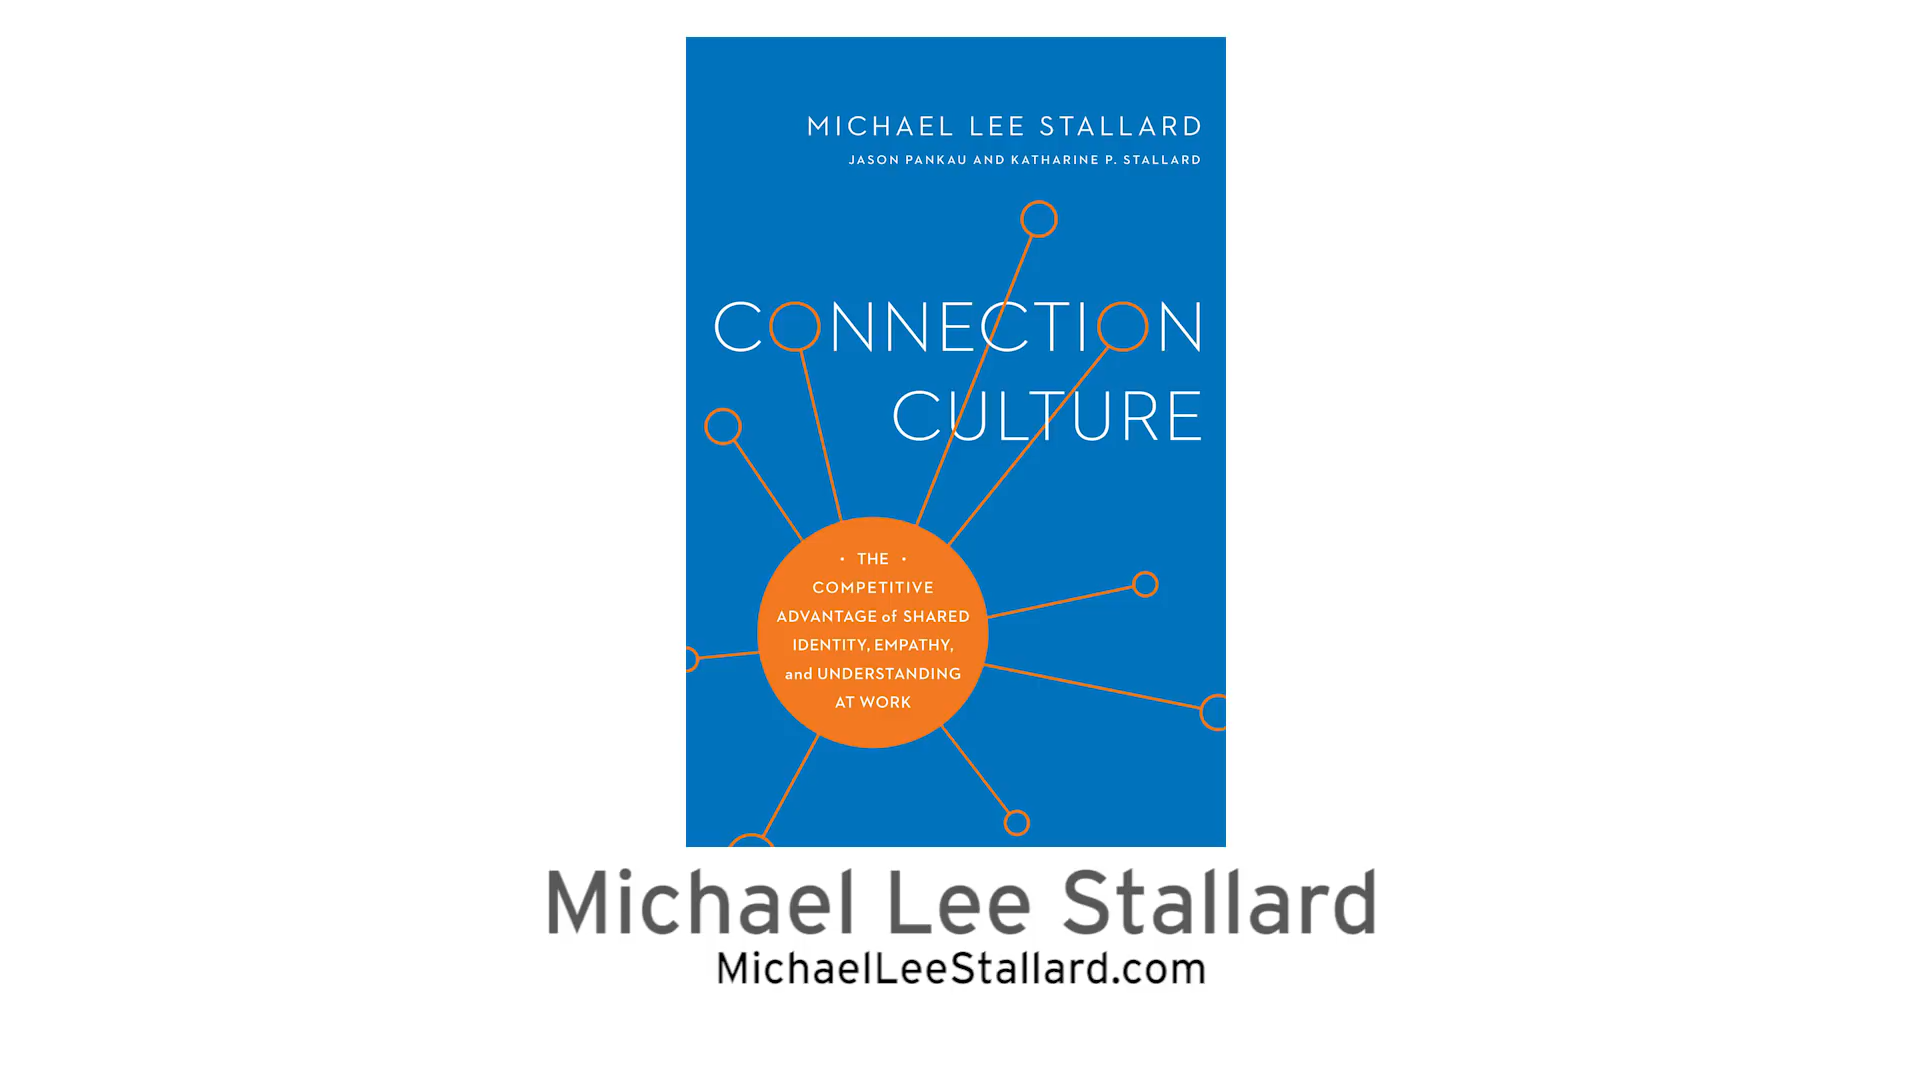 MICHAEL LEE STALLARD
JASON PANKAU AND KATHARINE P. STALLARD
CONNECTION
CULTURE
• THE •
COMPETITIVE
ADVANTAGE of SHARED
IDENTITY, EMPATHY,
and UNDERSTANDING
AT WORK
Michael Lee Stallard
MichaelLeeStallard.com